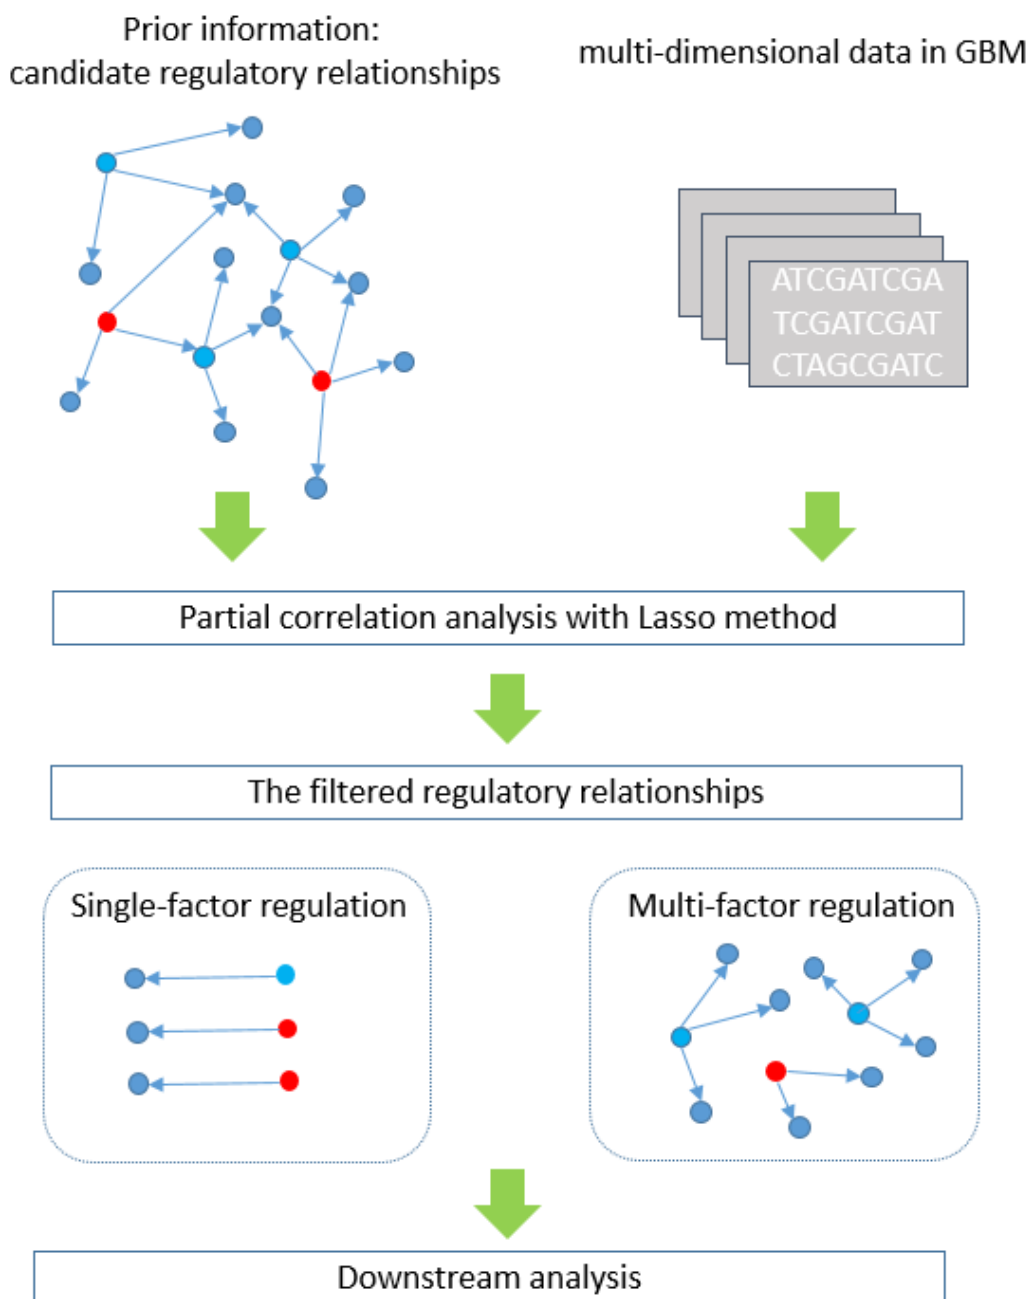 Prior information:
candidate regulatory relationships
multi-dimensional data in GBM
ATCGATCGA
TCGATCGAT
CTAGCGATC
Partial correlation analysis with Lasso method
The filtered regulatory relationships
Single-factor regulation
Multi-factor regulation
Downstream analysis